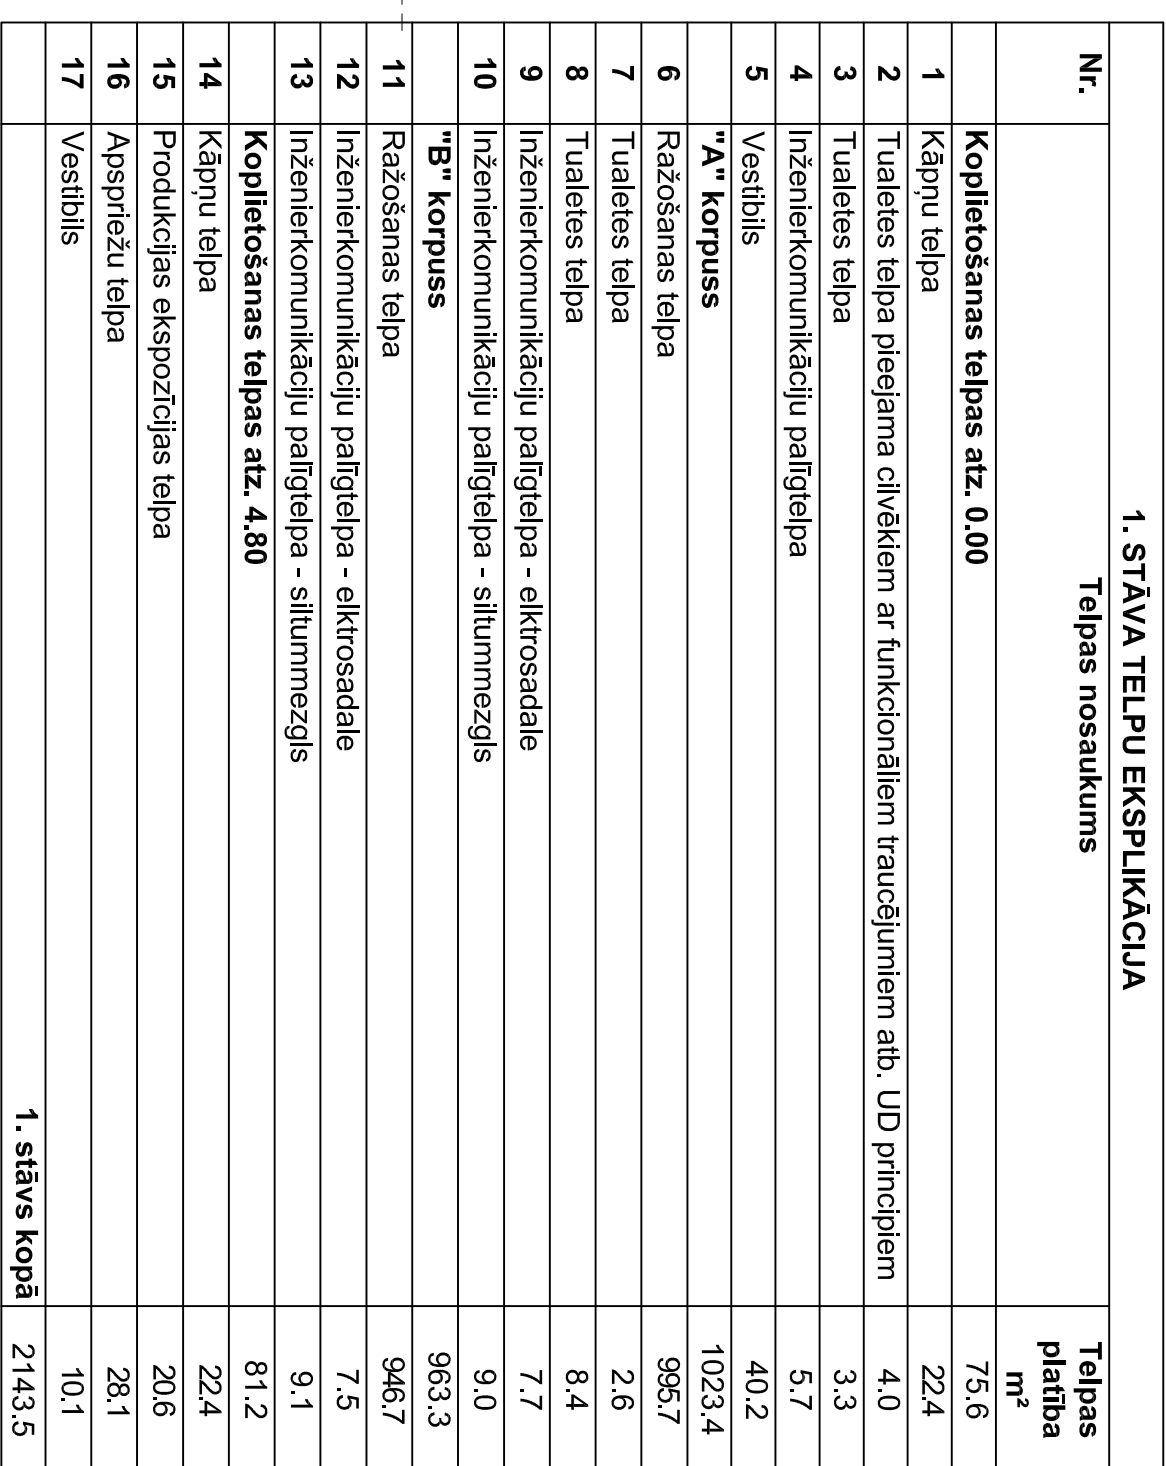 1. STĀVA TELPU EKSPLIKĀCIJA
Nr. Telpas nosaukums Telpas platība m²
Koplietošanas telpas atz. 0.00 75.6
1 Kāpņu telpa 22.4
2 Tualetes telpa pieejama cilvēkiem ar funkcionāliem traucējumiem atb. UD principiem 4.0
3 Tualetes telpa 3.3
4 Inženierkomunikāciju palīgtelpa 5.7
5 Vestibils 40.2
"A" korpuss 1023.4
6 Ražošanas telpa 995.7
7 Tualetes telpa 2.6
8 Tualetes telpa 8.4
9 Inženierkomunikāciju palīgtelpa - elktrosadale 7.7
10 Inženierkomunikāciju palīgtelpa - siltummezgls 9.0
"B" korpuss 963.3
11 Ražošanas telpa 946.7
12 Inženierkomunikāciju palīgtelpa - elktrosadale 7.5
13 Inženierkomunikāciju palīgtelpa - siltummezgls 9.1
Koplietošanas telpas atz. 4.80 81.2
14 Kāpņu telpa 22.4
15 Produkcijas ekspozīcijas telpa 20.6
16 Apspriežu telpa 28.1
17 Vestibils 10.1
1. stāvs kopā 2143.5